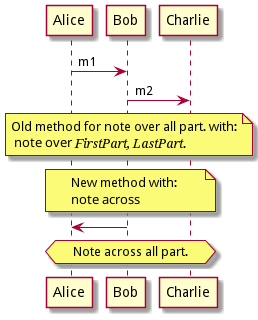 Alice Bob Charlie
m1
m2
Old method for note over all part. with:
note over FirstPart, LastPart.
New method with:
note across
Note across all part.
Alice Bob Charlie